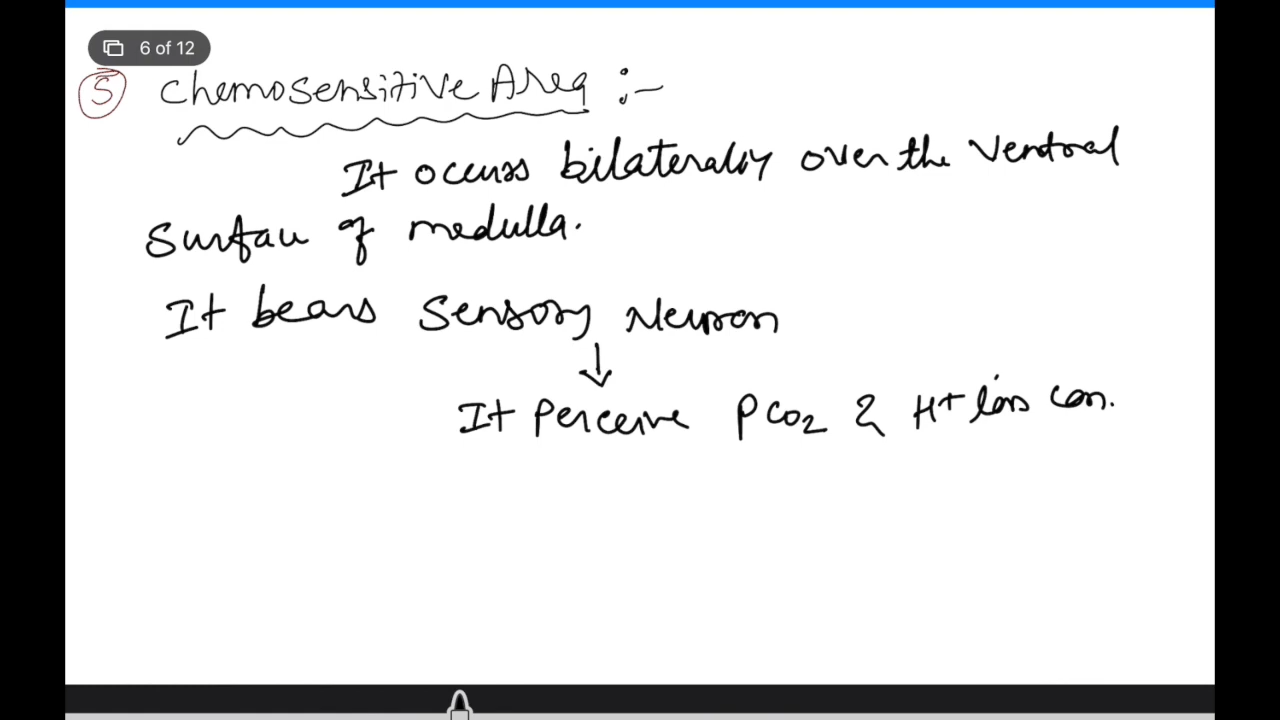 6 of 12
5 Chemosensitive Area :-
It occurs bilaterally over the ventral
surface of medulla.
It bears Sensory Neuron
↓
It Perceive PCO2 & H+ ions con.